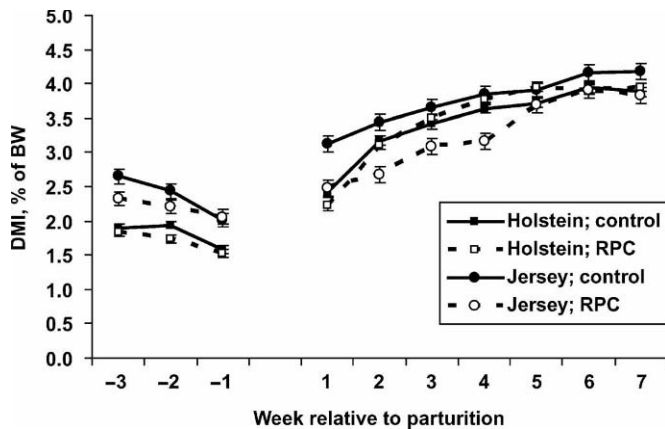 5.0
4.5
4.0
3.5
3.0
2.5
2.0
1.5
1.0
0.5
0.0
DMI, % of BW
Holstein; control
Holstein; RPC
Jersey; control
Jersey; RPC
−3 −2 −1 1 2 3 4 5 6 7
Week relative to parturition